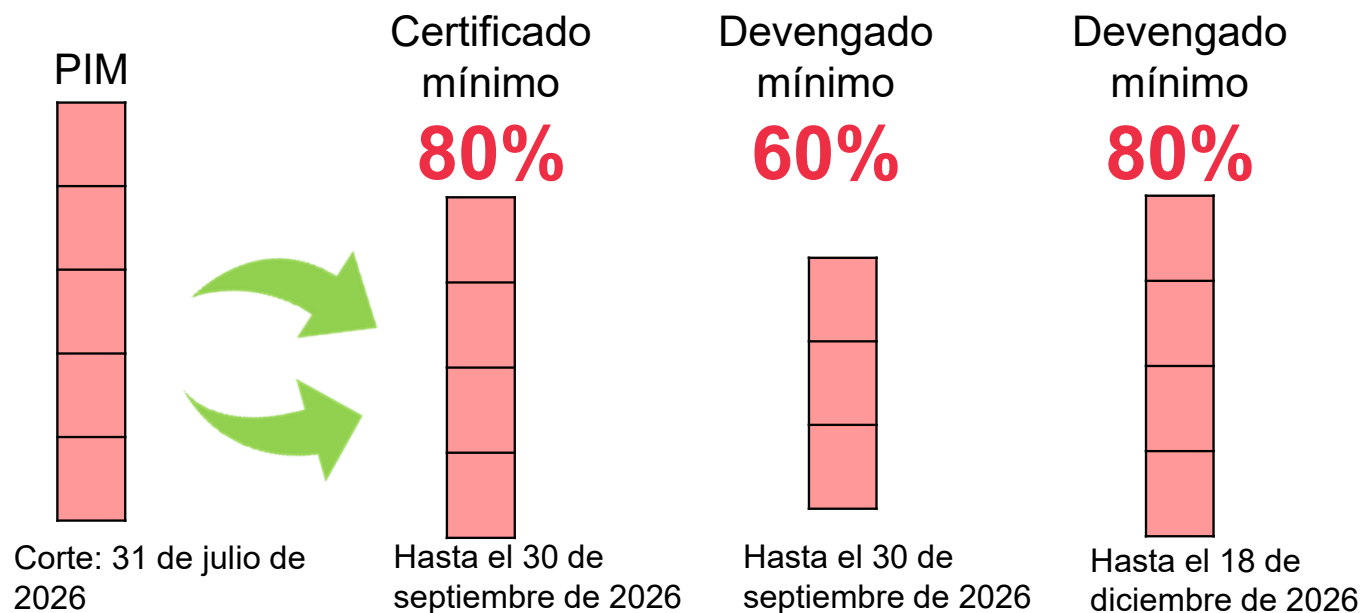 PIM
Corte: 31 de julio de
2026
Certificado
mínimo
80%
Hasta el 30 de
septiembre de 2026
Devengado
mínimo
60%
Hasta el 30 de
septiembre de 2026
Devengado
mínimo
80%
Hasta el 18 de
diciembre de 2026